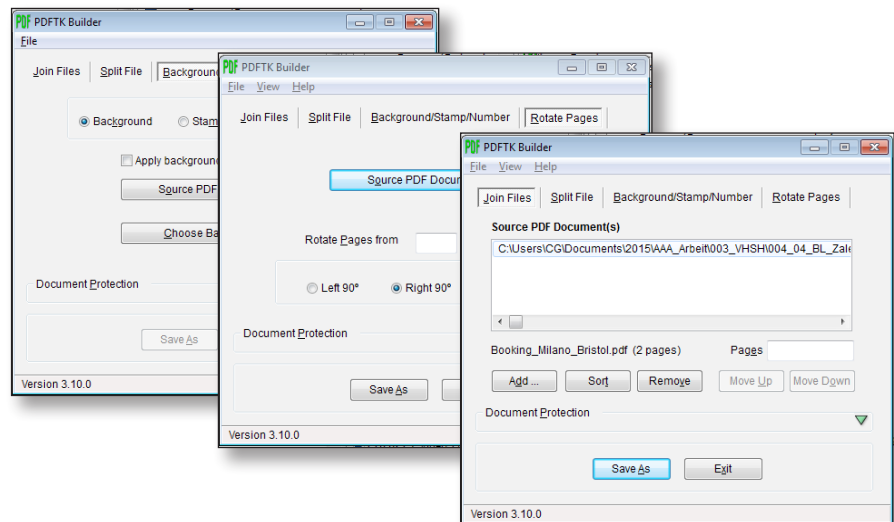 PDF PDFTK Builder
File
Join Files Split File Background
Background Stam
Apply background
Source PDF
Choose Ba
Document Protection
Save As
Version 3.10.0
PDF PDFTK Builder
File View Help
Join Files Split File Background/Stamp/Number Rotate Pages
Source PDF Docum
Rotate Pages from
Left 90° Right 90°
Document Protection
Save As
Version 3.10.0
PDF PDFTK Builder
File View Help
Join Files Split File Background/Stamp/Number Rotate Pages
Source PDF Document(s)
C:\Users\CG\Documents\2015\AAA_Arbeit\003_VHSH\004_04_BL_Zale
Booking_Milano_Bristol.pdf (2 pages) Pages
Add ... Sort Remove Move Up Move Down
Document Protection
Save As Exit
Version 3.10.0